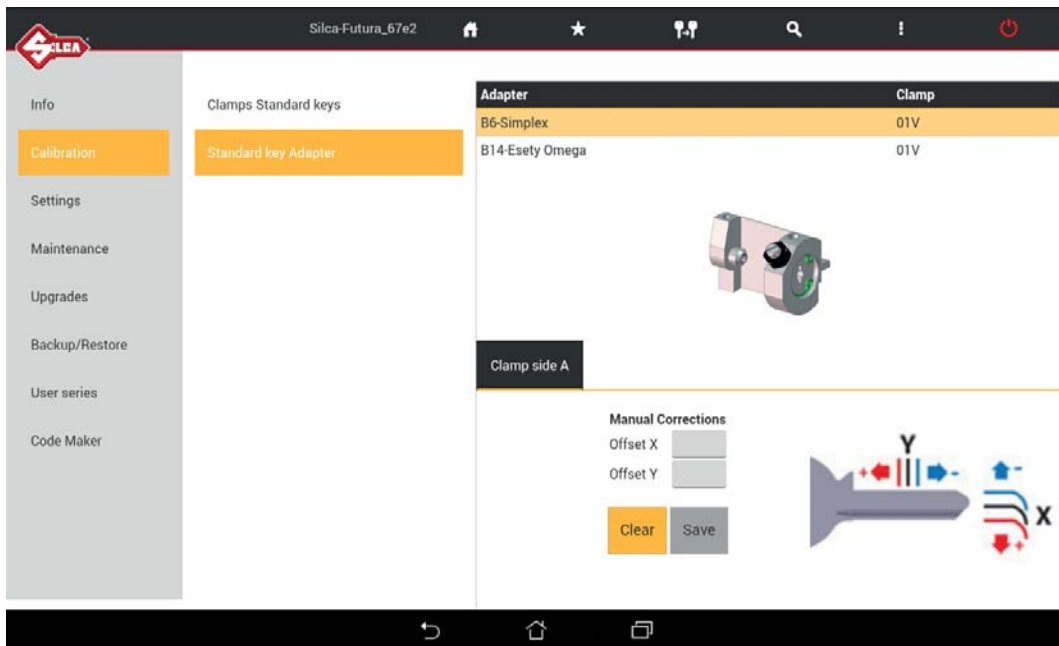 SILCA
Silca-Futura_67e2
Info
Calibration
Settings
Maintenance
Upgrades
Backup/Restore
User series
Code Maker
Clamps Standard keys
Standard key Adapter
Adapter Clamp
B6-Simplex 01V
B14-Esety Omega 01V
Clamp side A
Manual Corrections
Offset X
Offset Y
Clear Save
Y
+ -
-
X
+